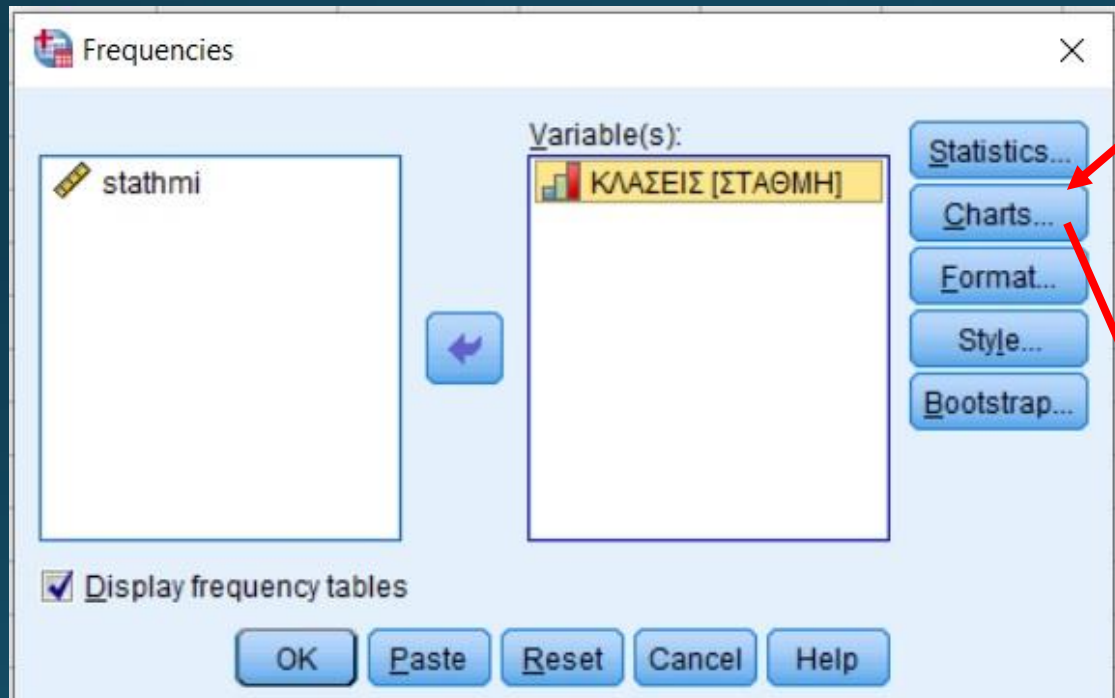 Frequencies
Variable(s):
stathmi
ΚΛΑΣΕΙΣ [ΣΤΑΘΜΗ]
Statistics...
Charts...
Format...
Style...
Bootstrap...
Display frequency tables
OK Paste Reset Cancel Help